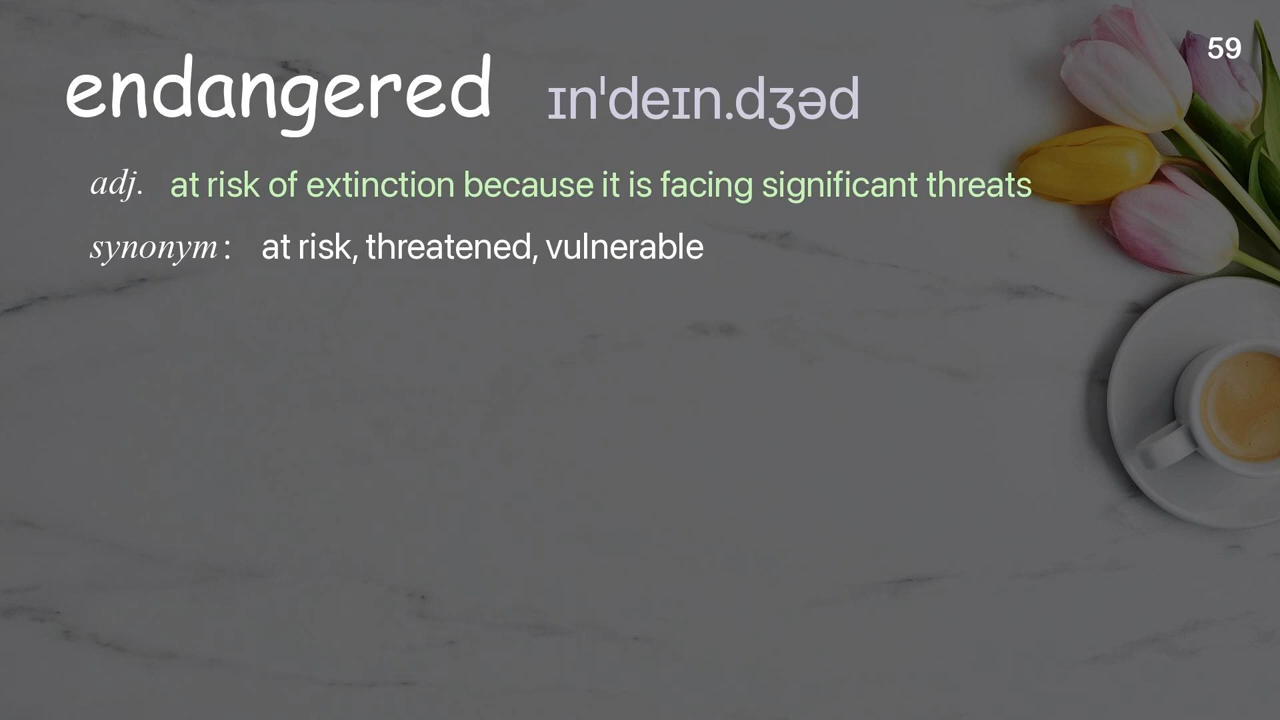 59
endangered ɪnˈdeɪn.dʒəd
adj. at risk of extinction because it is facing significant threats
synonym: at risk, threatened, vulnerable